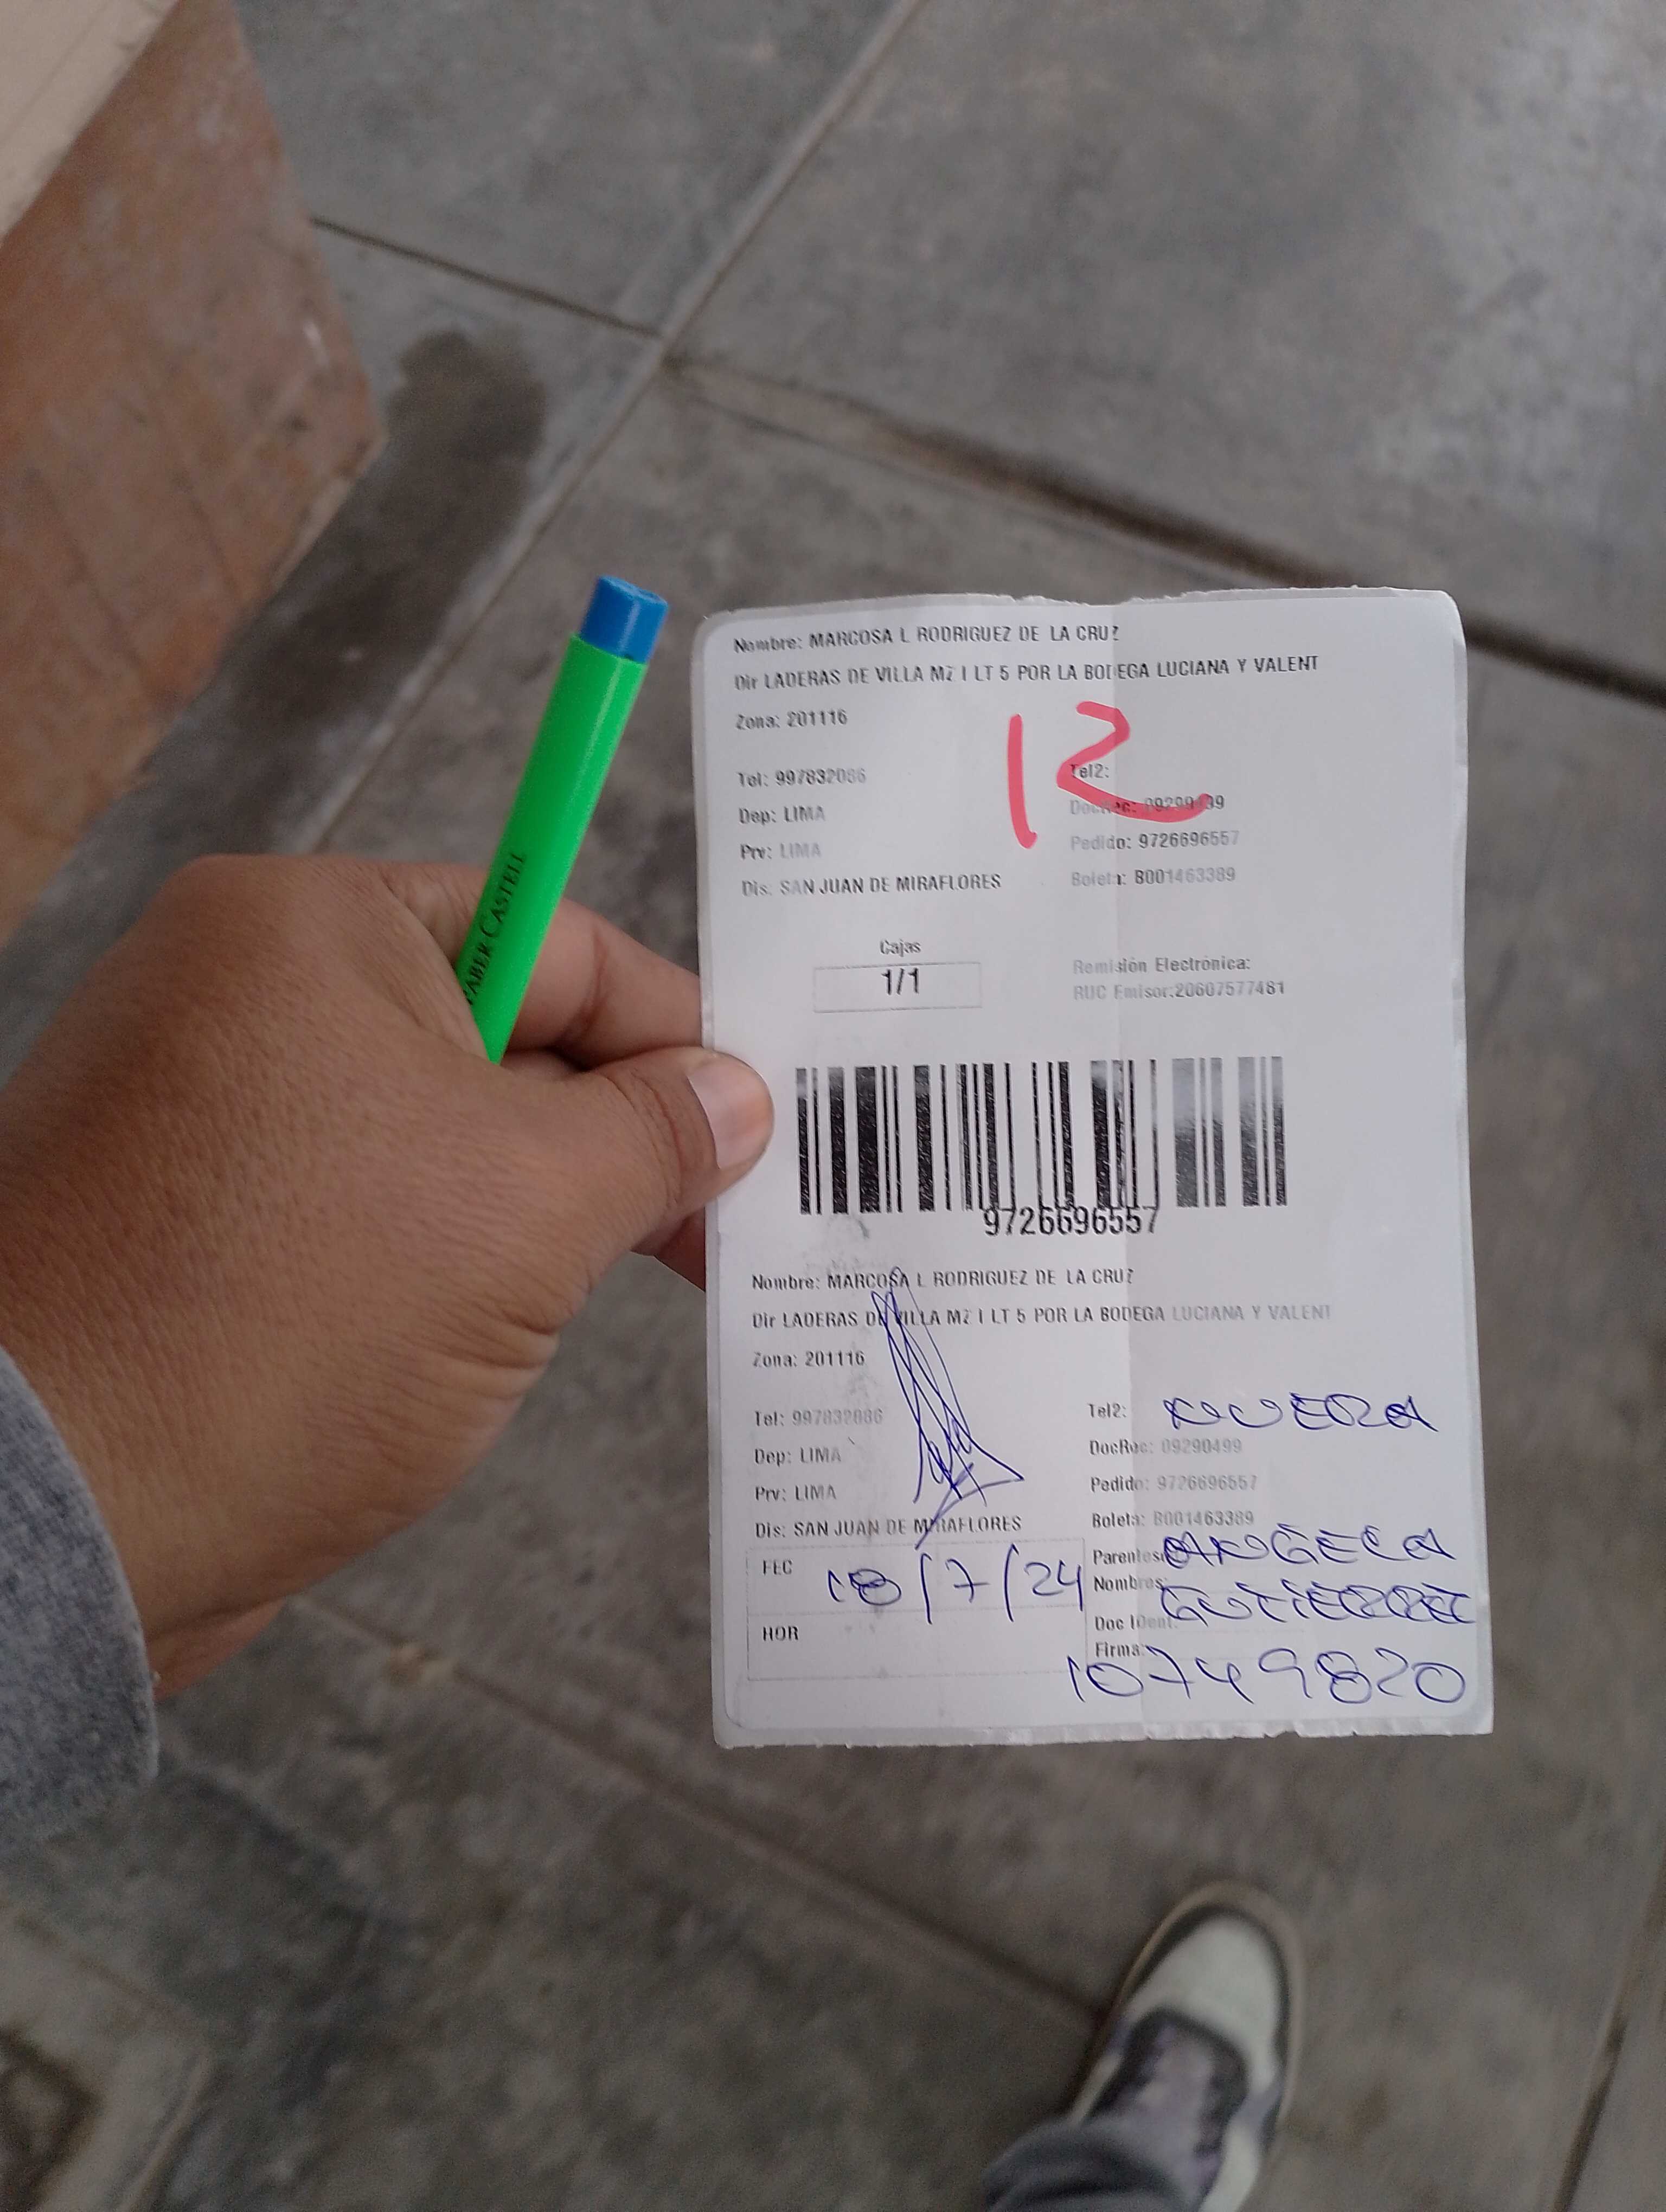 FABER CASTELL
Nombre: MARCOSA L RODRIGUEZ DE LA CRUZ
Dir LADERAS DE VILLA MZ I LT 5 POR LA BODEGA LUCIANA Y VALENT
Zona: 201116
12
Tel: 997832086 Tel2:
Dep: LIMA DocRec: 09290499
Prv: LIMA Pedido: 9726696557
Dis: SAN JUAN DE MIRAFLORES Boleta: B001463389
Cajas
1/1
Remisión Electrónica:
RUC Emisor:20607577481
9726696557
Nombre: MARCOSA L RODRIGUEZ DE LA CRUZ
Dir LADERAS DE VILLA MZ I LT 5 POR LA BODEGA LUCIANA Y VALENT
Zona: 201116
Tel: 997832086 Tel2: NUERA
Dep: LIMA DocRec: 09290499
Prv: LIMA Pedido: 9726696557
Dis: SAN JUAN DE MIRAFLORES Boleta: B001463389
FEC 18/7/24 ANGELA
Nombres: GUTIERREZ
HOR Doc IDent:
Firma:
10749820